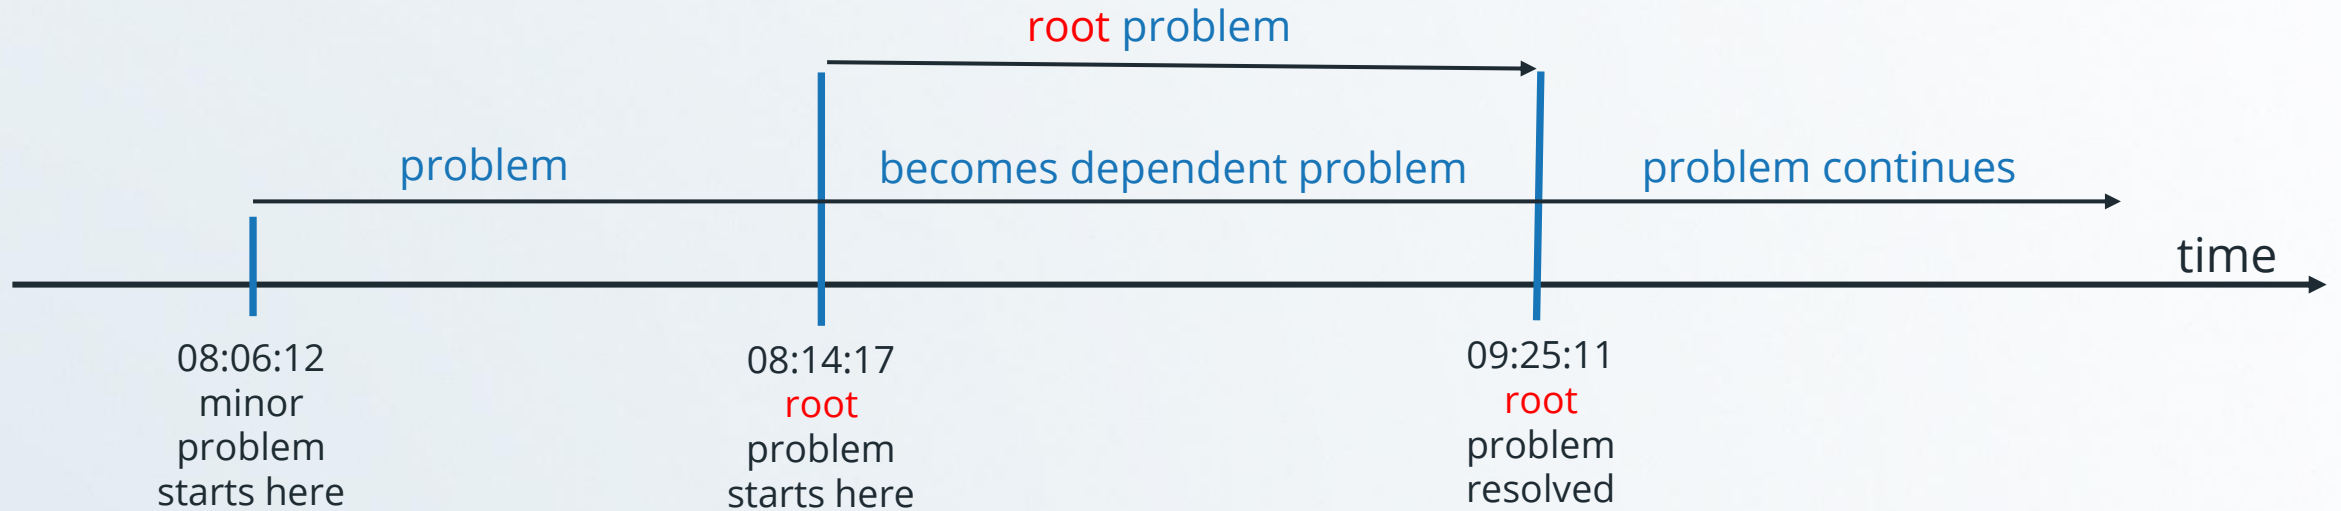 root problem
problem
becomes dependent problem
problem continues
time
08:06:12
minor
problem
starts here
08:14:17
root
problem
starts here
09:25:11
root
problem
resolved